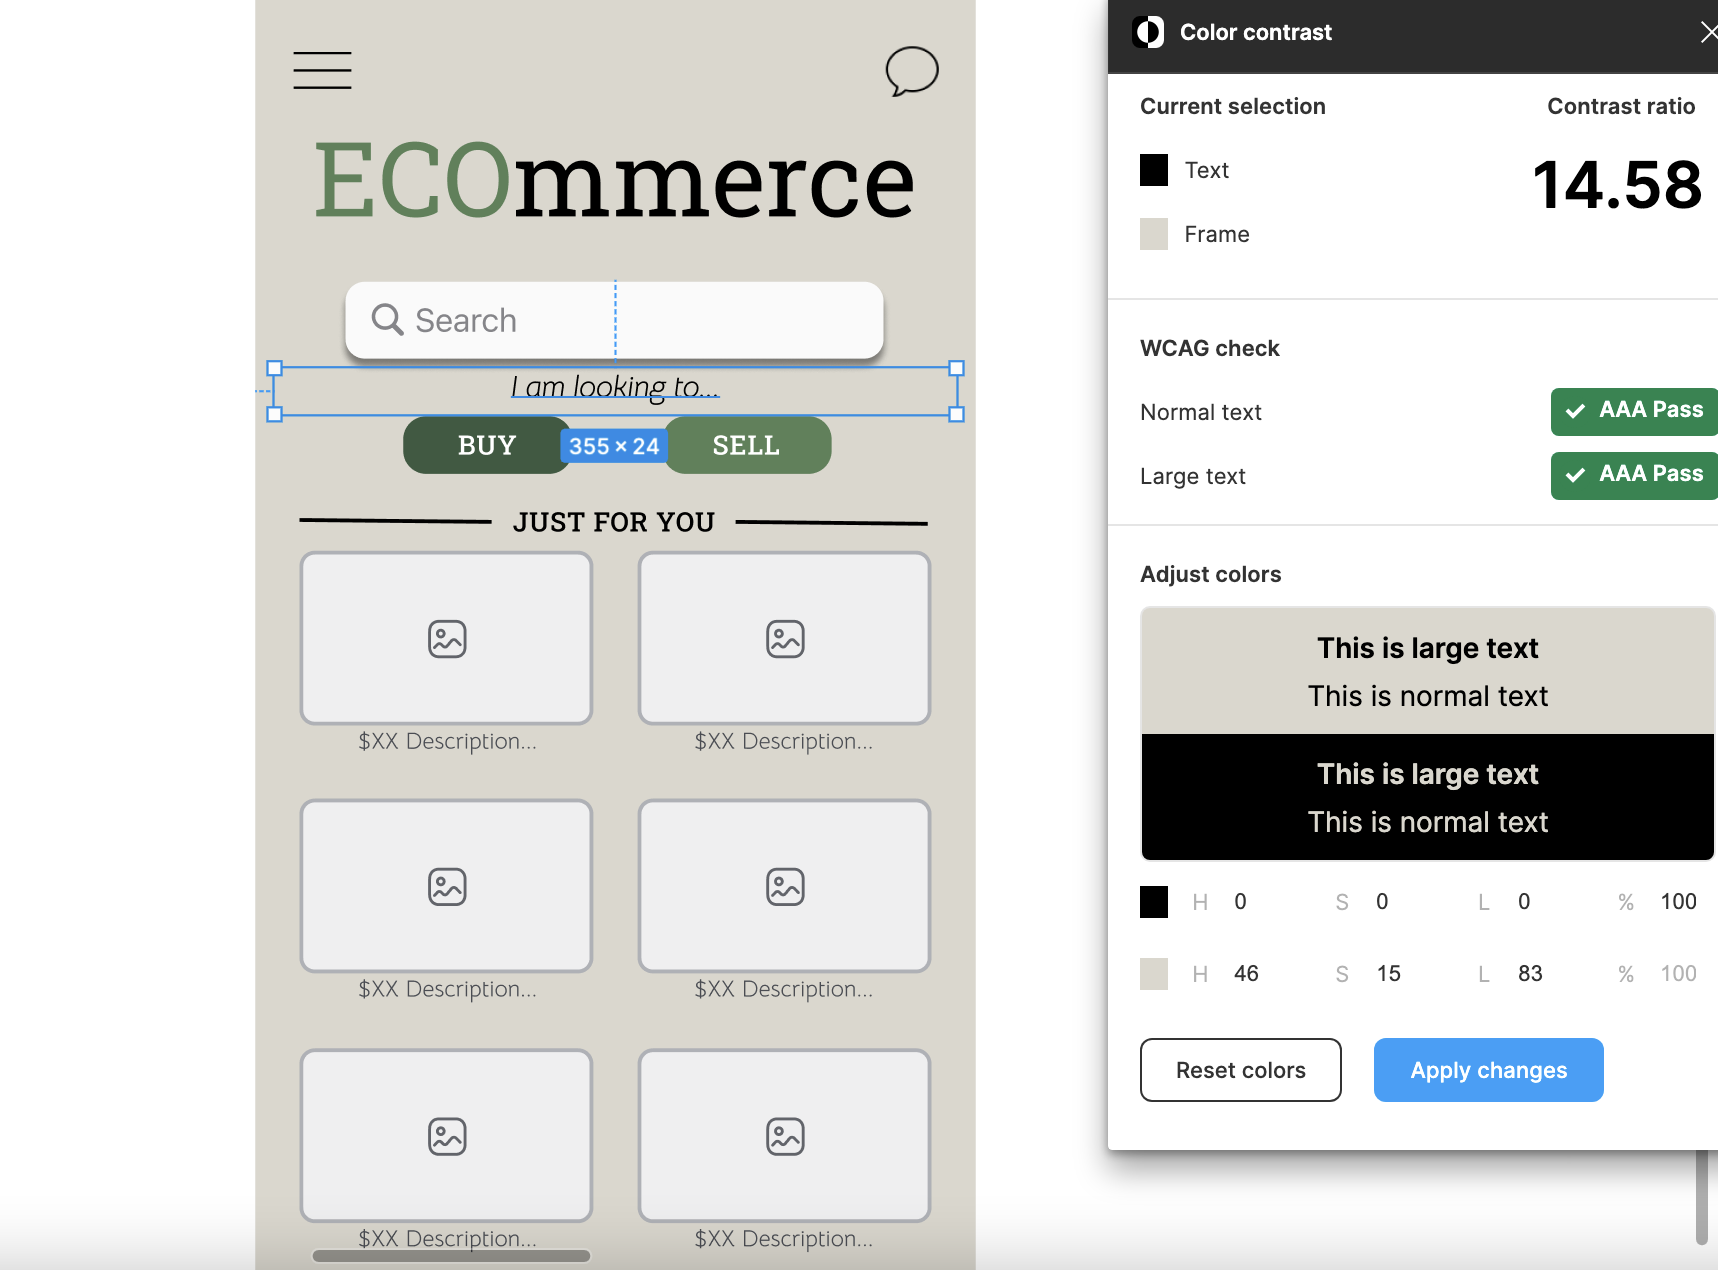 ECOmmerce
Search
I am looking to...
BUY
355 × 24
SELL
JUST FOR YOU
$XX Description...
$XX Description...
$XX Description...
$XX Description...
$XX Description...
$XX Description...
Color contrast
Current selection
Contrast ratio
Text
14.58
Frame
WCAG check
Normal text
AAA Pass
Large text
AAA Pass
Adjust colors
This is large text
This is normal text
This is large text
This is normal text
H 0 S 0 L 0 % 100
H 46 S 15 L 83 % 100
Reset colors
Apply changes